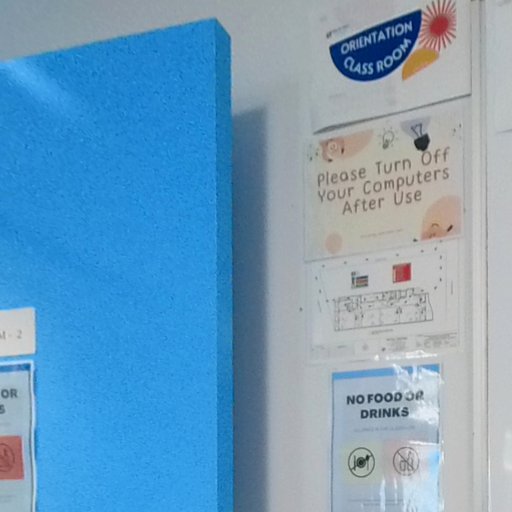 ORIENTATION
CLASS ROOM
Please Turn Off
Your Computers
After Use
M - 2
OR
S
NO FOOD OR
DRINKS